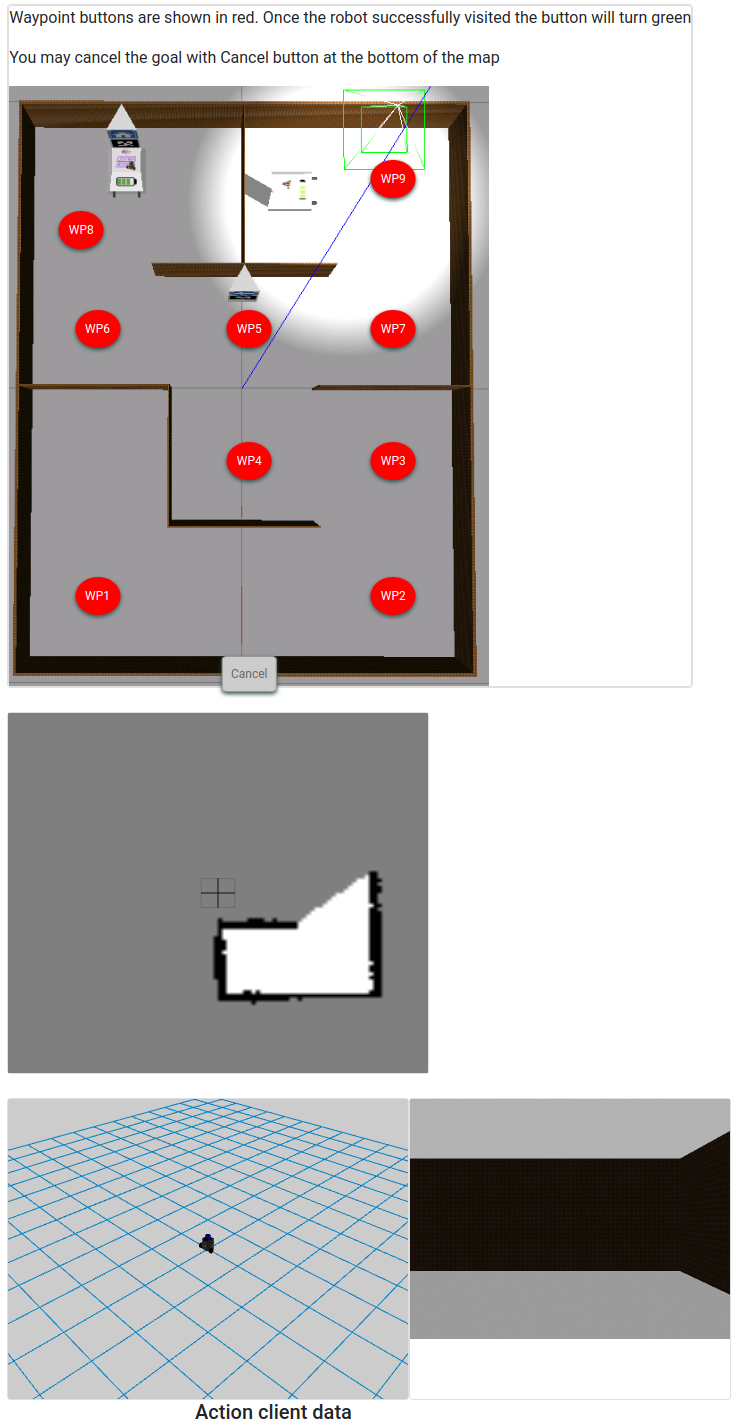 Waypoint buttons are shown in red. Once the robot successfully visited the button will turn green
You may cancel the goal with Cancel button at the bottom of the map
WP9
WP8
WP6
WP5
WP7
WP4
WP3
WP1
WP2
Cancel
Action client data